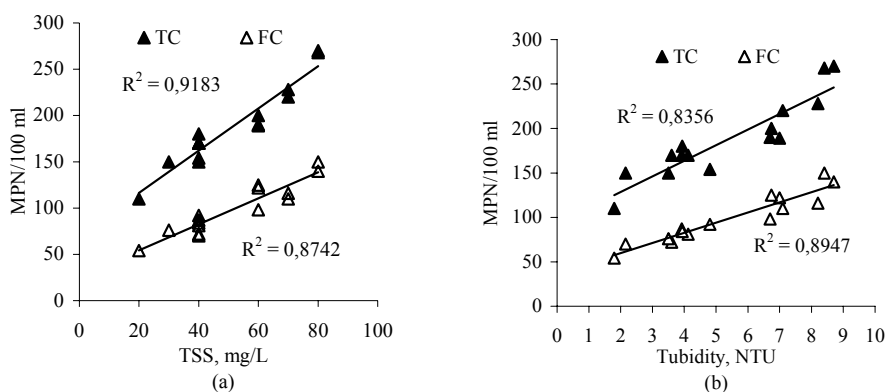 300
250
200
150
100
50
0
MPN/100 ml
TC FC
R² = 0,9183
R² = 0,8742
0 20 40 60 80 100
TSS, mg/L
(a)
300
250
200
150
100
50
0
MPN/100 ml
TC FC
R² = 0,8356
R² = 0,8947
0 1 2 3 4 5 6 7 8 9 10
Tubidity, NTU
(b)